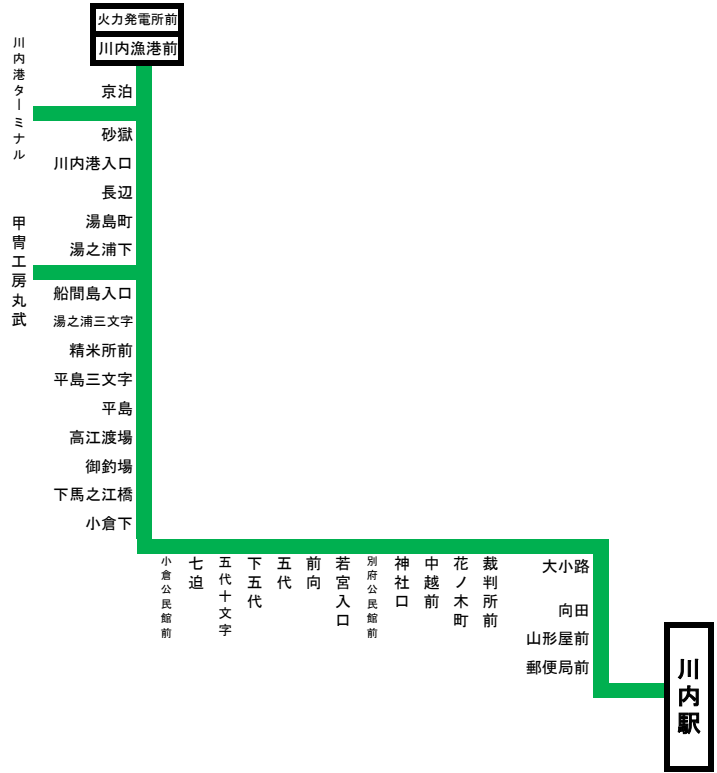 火力発電所前
川内漁港前
川内港ターミナル
京泊
砂獄
川内港入口
長辺
湯島町
湯之浦下
甲冑工房丸武
船間島入口
湯之浦三文字
精米所前
平島三文字
平島
高江渡場
御釣場
下馬之江橋
小倉下
小倉公民館前
七迫
五代十文字
下五代
五代
前向
若宮入口
別府公民館前
神社口
中越前
花ノ木町
裁判所前
大小路
向田
山形屋前
郵便局前
川内駅